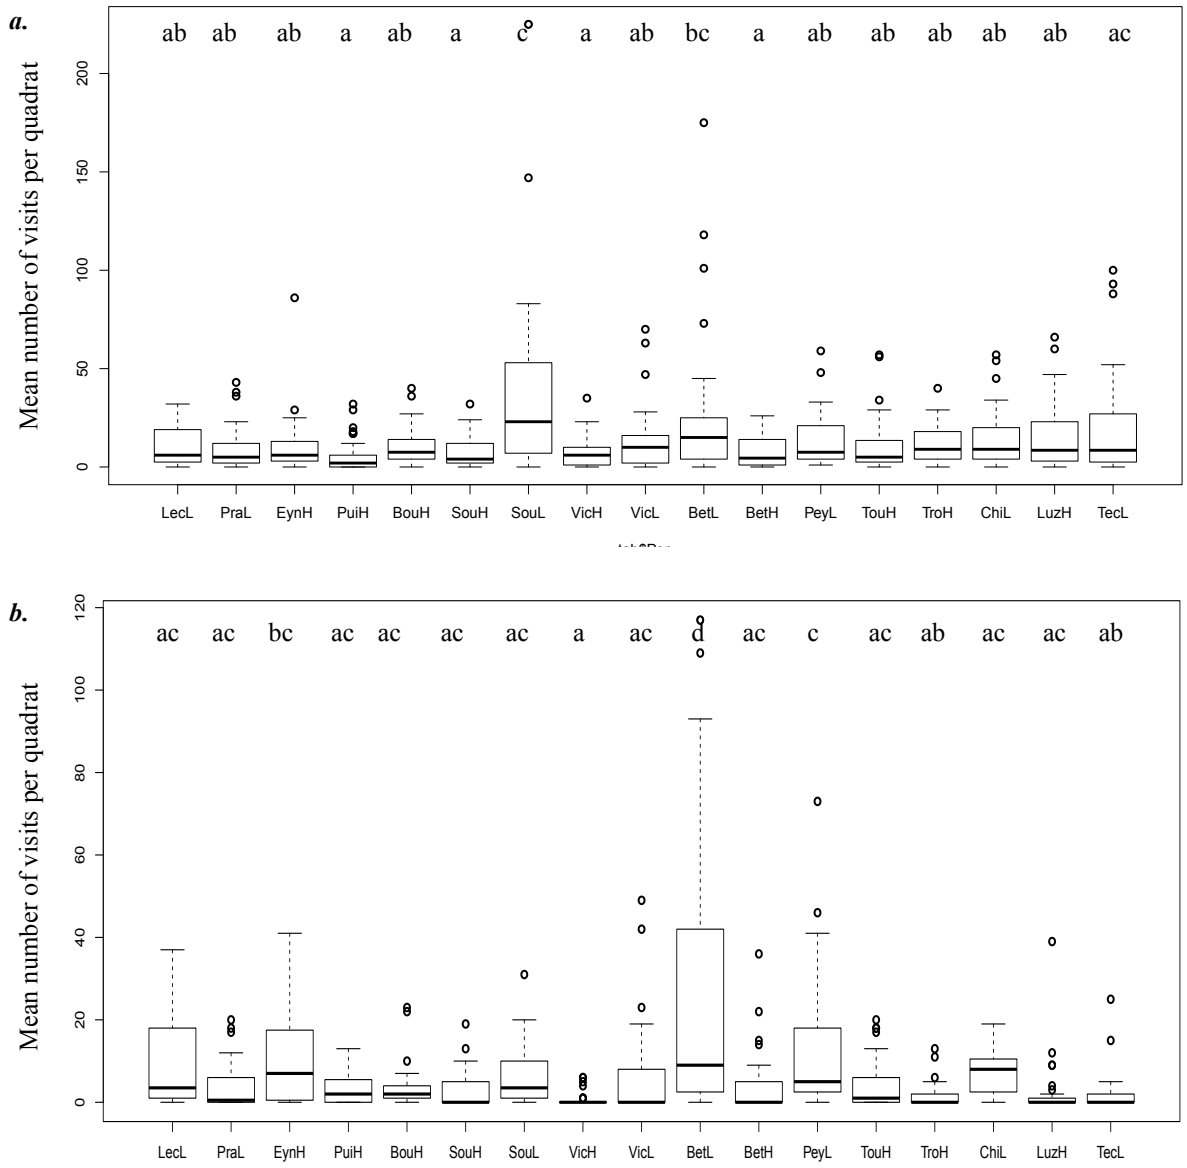 a.
ab ab ab a ab a c a ab bc a ab ab ab ab ab ac
Mean number of visits per quadrat
200
150
100
50
0
LecL PraL EynH PuiH BouH SouH SouL VicH VicL BetL BetH PeyL TouH TroH ChiL LuzH TecL
b.
120
ac ac bc ac ac ac ac a ac d ac c ac ab ac ac ab
Mean number of visits per quadrat
100
80
60
40
20
0
LecL PraL EynH PuiH BouH SouH SouL VicH VicL BetL BetH PeyL TouH TroH ChiL LuzH TecL